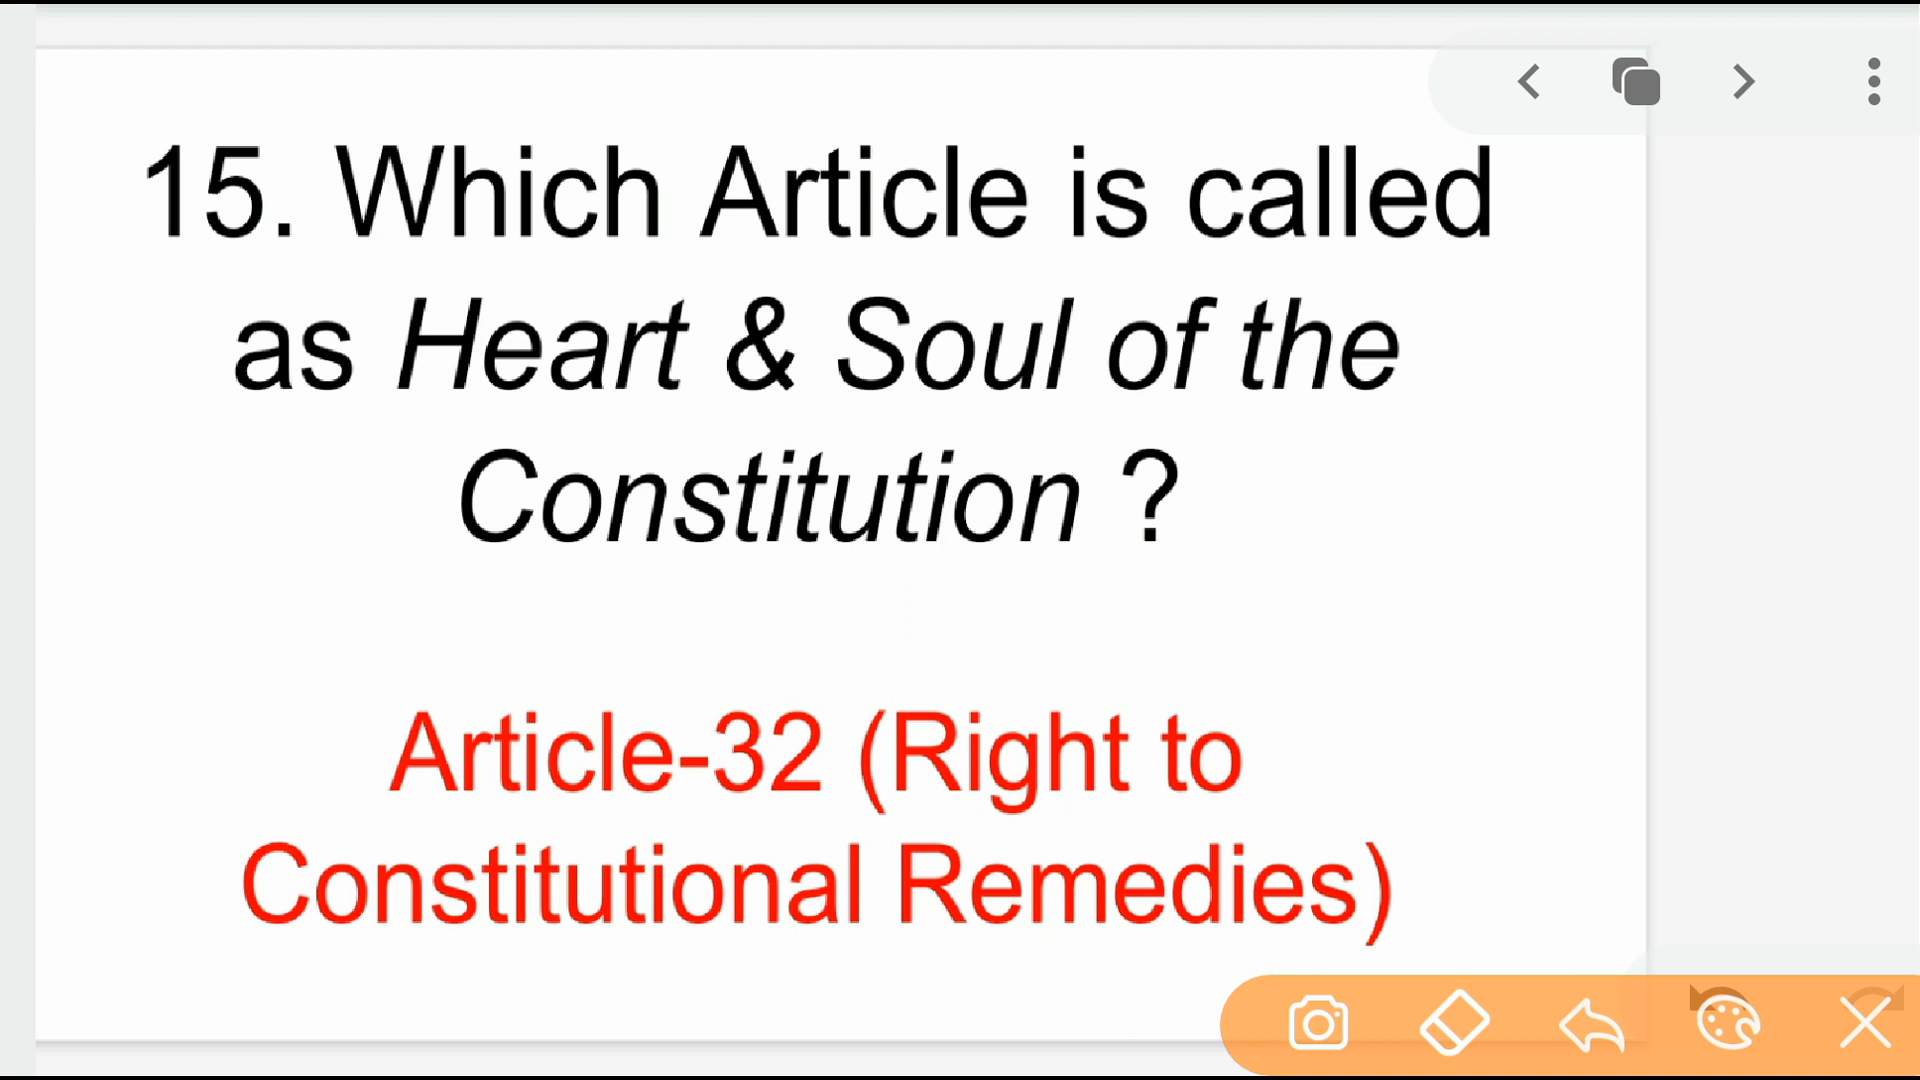 15. Which Article is called
as Heart & Soul of the
Constitution ?
Article-32 (Right to
Constitutional Remedies)